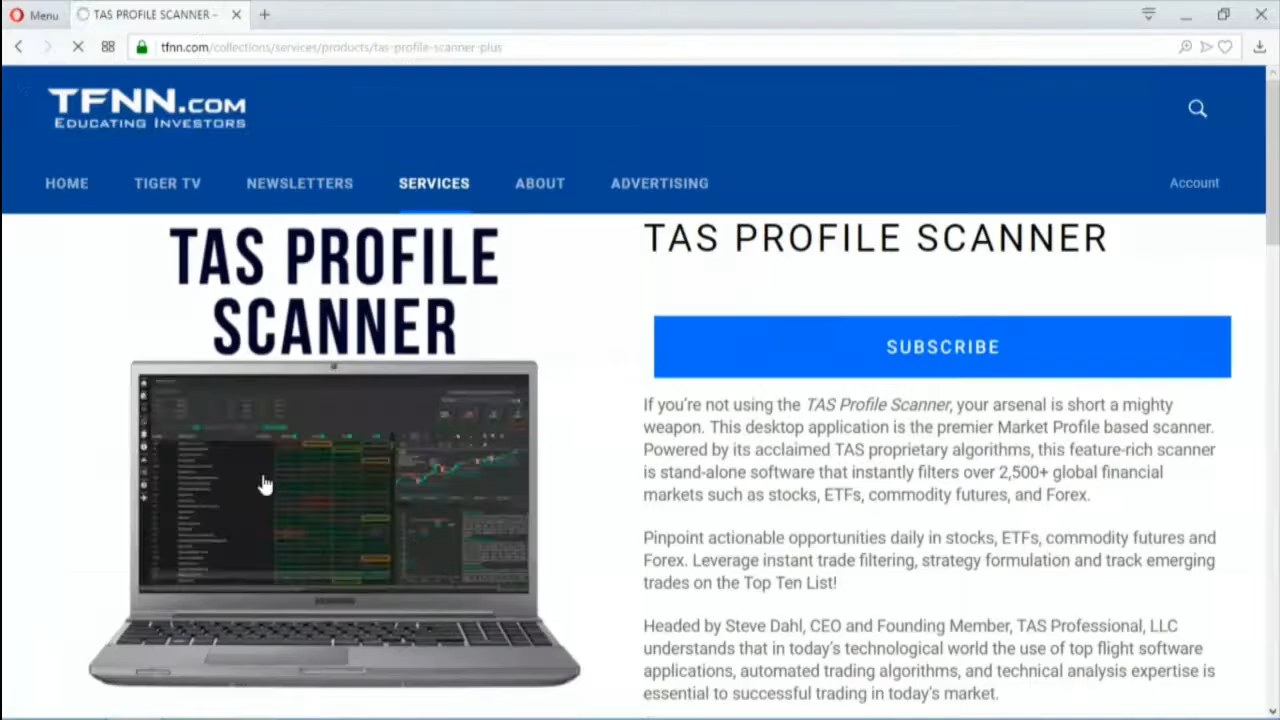 Menu
TAS PROFILE SCANNER –
tfnn.com/collections/services/products/tas-profile-scanner-plus
TFNN.COM
EDUCATING INVESTORS
HOME
TIGER TV
NEWSLETTERS
SERVICES
ABOUT
ADVERTISING
Account
TAS PROFILE
SCANNER
TAS PROFILE SCANNER
SUBSCRIBE
If you're not using the TAS Profile Scanner, your arsenal is short a mighty
weapon. This desktop application is the premier Market Profile based scanner.
Powered by its acclaimed TAS proprietary algorithms, this feature-rich scanner
is stand-alone software that instantly filters over 2,500+ global financial
markets such as stocks, ETFs, commodity futures, and Forex.
Pinpoint actionable opportunities daily in stocks, ETFs, commodity futures and
Forex. Leverage instant trade filtering, strategy formulation and track emerging
trades on the Top Ten List!
Headed by Steve Dahl, CEO and Founding Member, TAS Professional, LLC
understands that in today's technological world the use of top flight software
applications, automated trading algorithms, and technical analysis expertise is
essential to successful trading in today's market.